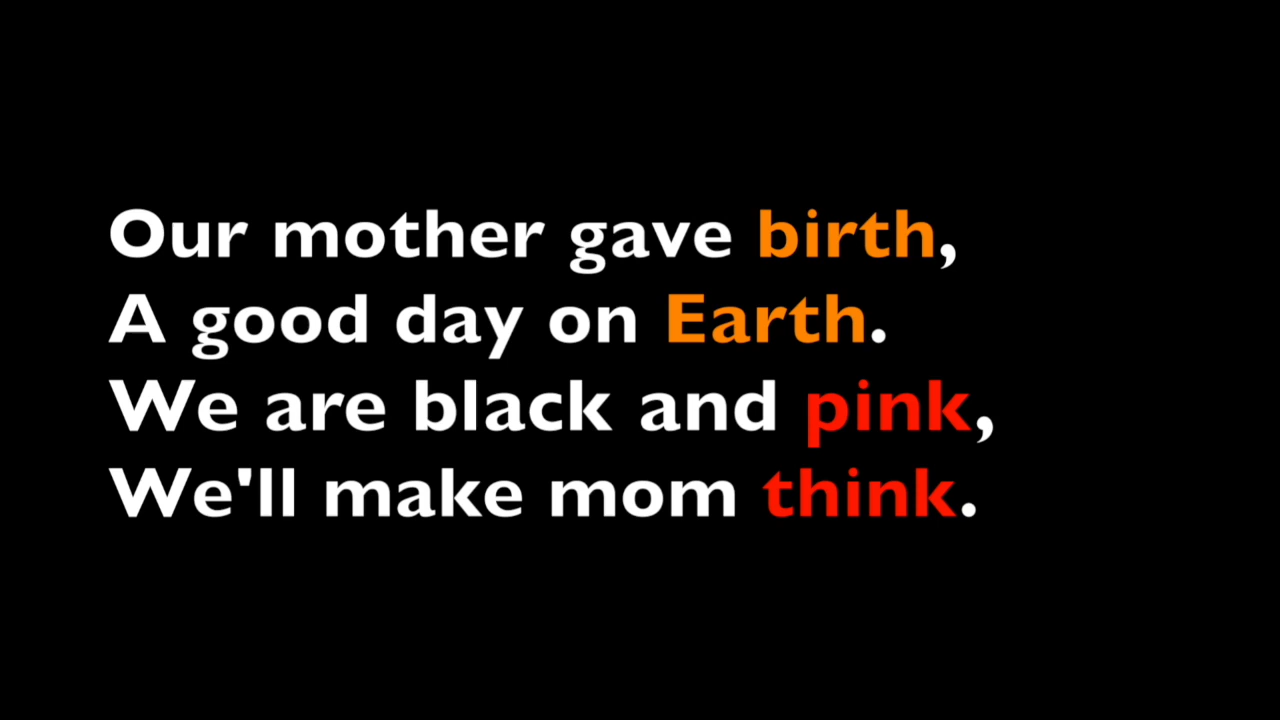 Our mother gave birth,
A good day on Earth.
We are black and pink,
We'll make mom think.